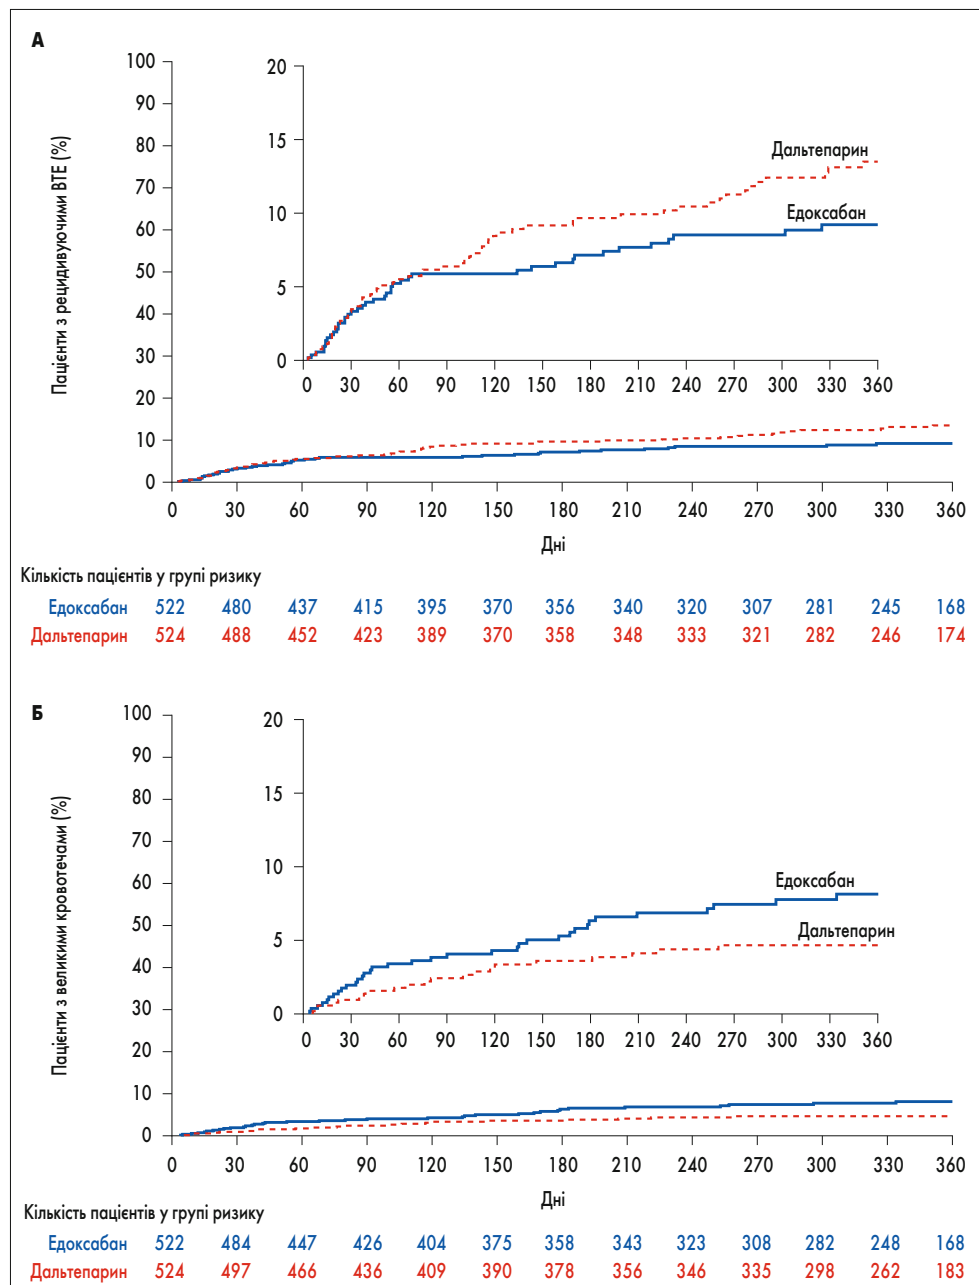 А
Пацієнти з рецидивуючими ВТЕ (%)
100
90
80
70
60
50
40
30
20
10
0
20
15
10
5
0
Дальтепарин
Едоксабан
0 30 60 90 120 150 180 210 240 270 300 330 360
0 30 60 90 120 150 180 210 240 270 300 330 360
Дні
Кількість пацієнтів у групі ризику
Едоксабан 522 480 437 415 395 370 356 340 320 307 281 245 168
Дальтепарин 524 488 452 423 389 370 358 348 333 321 282 246 174
Б
Пацієнти з великими кровотечами (%)
100
90
80
70
60
50
40
30
20
10
0
20
15
10
5
0
Едоксабан
Дальтепарин
0 30 60 90 120 150 180 210 240 270 300 330 360
0 30 60 90 120 150 180 210 240 270 300 330 360
Дні
Кількість пацієнтів у групі ризику
Едоксабан 522 484 447 426 404 375 358 343 323 308 282 248 168
Дальтепарин 524 497 466 436 409 390 378 356 346 335 298 262 183